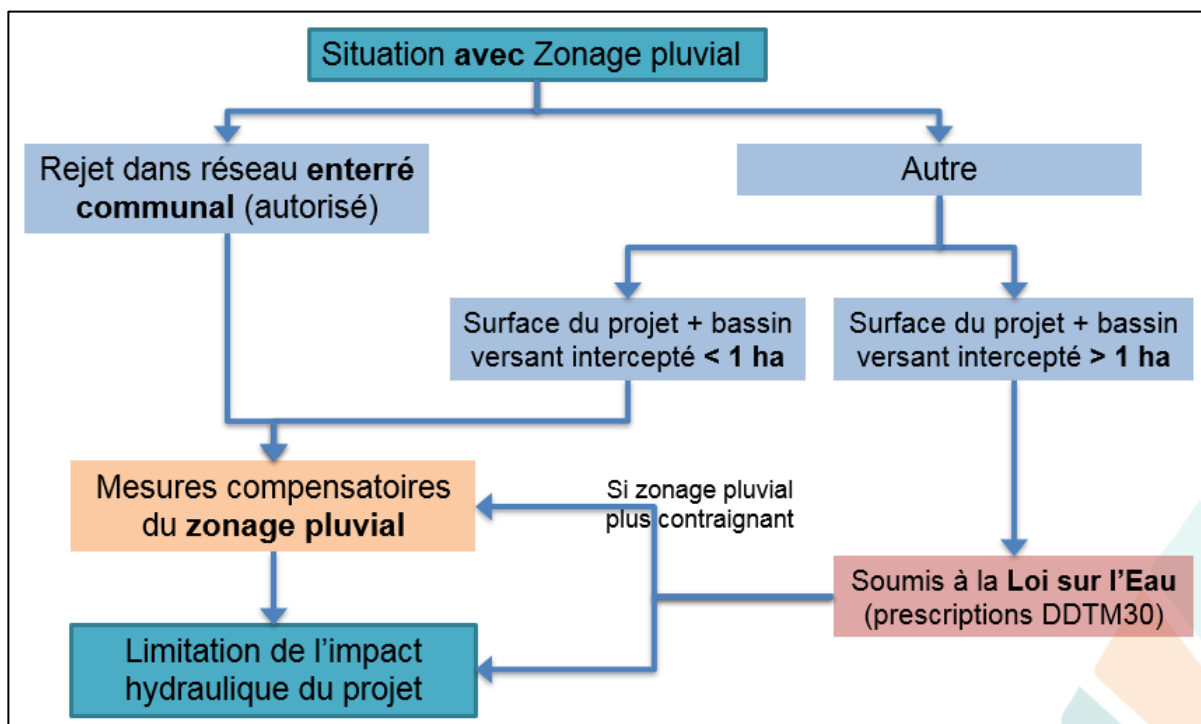 Situation avec Zonage pluvial
Rejet dans réseau enterré
communal (autorisé)
Autre
Surface du projet + bassin
versant intercepté < 1 ha
Surface du projet + bassin
versant intercepté > 1 ha
Mesures compensatoires
du zonage pluvial
Si zonage pluvial
plus contraignant
Soumis à la Loi sur l’Eau
(prescriptions DDTM30)
Limitation de l’impact
hydraulique du projet